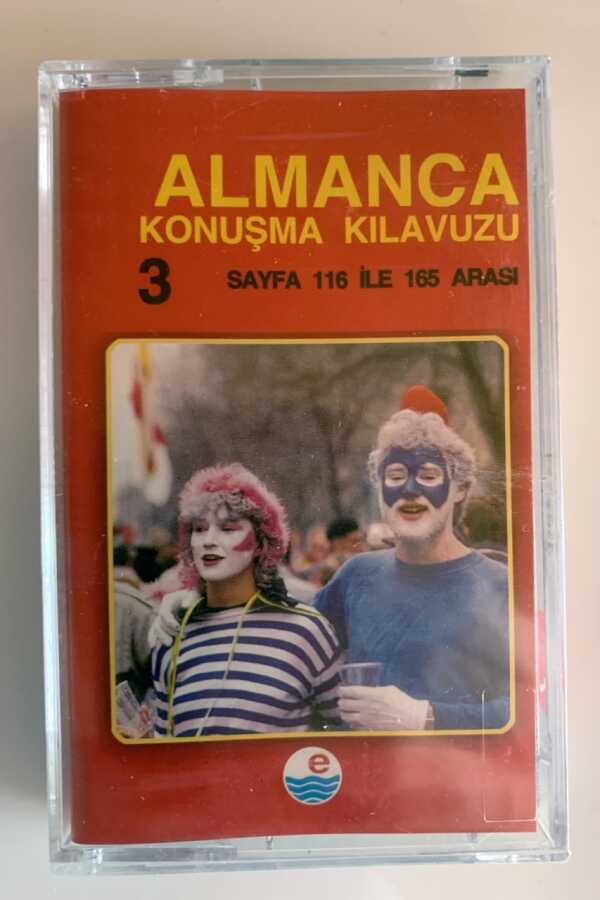 ALMANCA
KONUŞMA KILAVUZU
3 SAYFA 116 İLE 165 ARASI
e